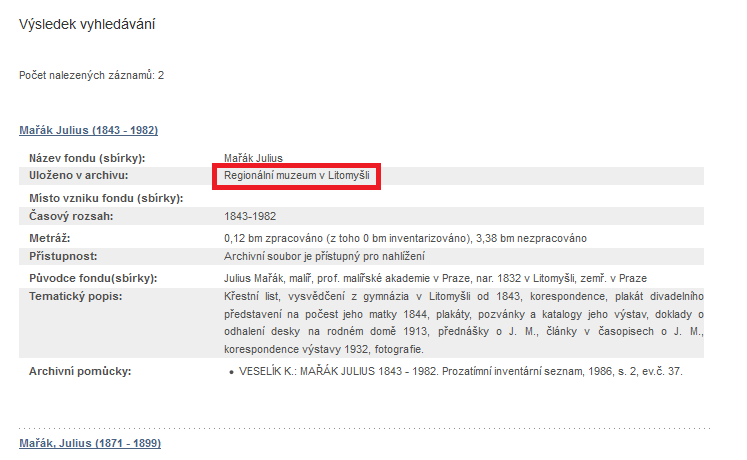 Výsledek vyhledávání
Počet nalezených záznamů: 2
Mařák Julius (1843 - 1982)
Název fondu (sbírky): Mařák Julius
Uloženo v archivu: Regionální muzeum v Litomyšli
Místo vzniku fondu (sbírky):
Časový rozsah: 1843-1982
Metráž: 0,12 bm zpracováno (z toho 0 bm inventarizováno), 3,38 bm nezpracováno
Přístupnost: Archivní soubor je přístupný pro nahlížení
Původce fondu(sbírky): Julius Mařák, malíř, prof. malířské akademie v Praze, nar. 1832 v Litomyšli, zemř. v Praze
Tematický popis: Křestní list, vysvědčení z gymnázia v Litomyšli od 1843, korespondence, plakát divadelního
představení na počest jeho matky 1844, plakáty, pozvánky a katalogy jeho výstav, doklady o
odhalení desky na rodném domě 1913, přednášky o J. M., články v časopisech o J. M.,
korespondence výstavy 1932, fotografie.
Archivní pomůcky: • VESELÍK K.: MAŘÁK JULIUS 1843 - 1982. Prozatímní inventární seznam, 1986, s. 2, ev.č. 37.
Mařák, Julius (1871 - 1899)